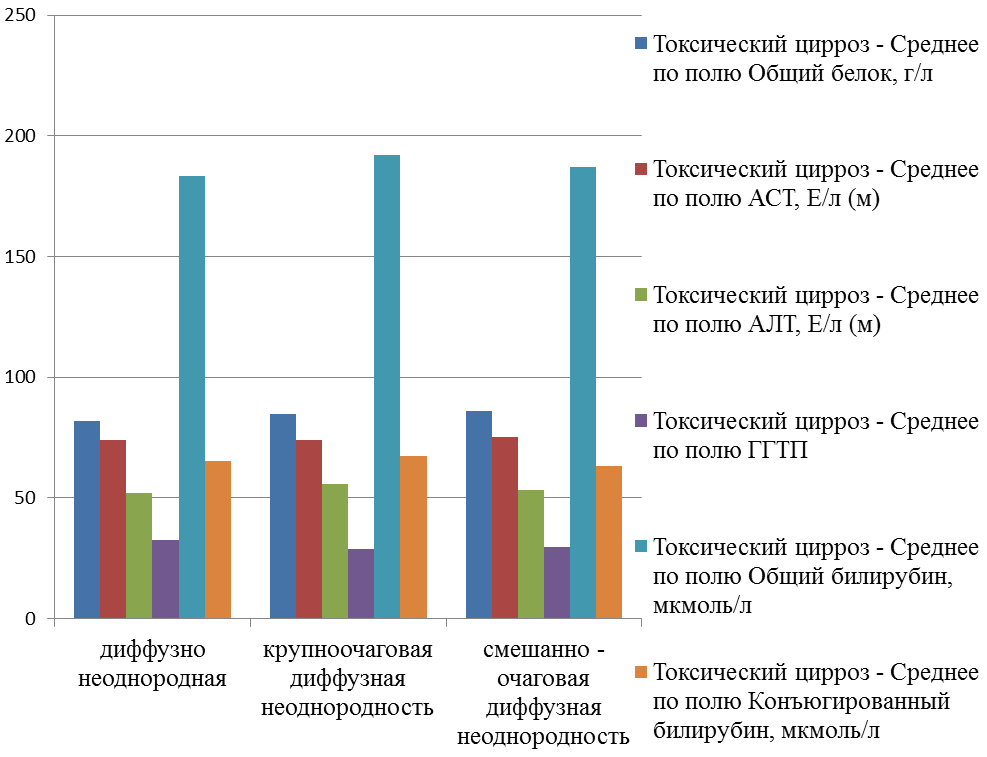 250
200
150
100
50
0
диффузно
неоднородная
крупноочаговая
диффузная
неоднородность
смешанно -
очаговая
диффузная
неоднородность
Токсический цирроз - Среднее
по полю Общий белок, г/л
Токсический цирроз - Среднее
по полю АСТ, Е/л (м)
Токсический цирроз - Среднее
по полю АЛТ, Е/л (м)
Токсический цирроз - Среднее
по полю ГГТП
Токсический цирроз - Среднее
по полю Общий билирубин,
мкмоль/л
Токсический цирроз - Среднее
по полю Конъюгированный
билирубин, мкмоль/л